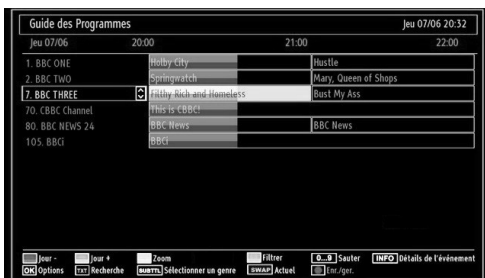 Guide des Programmes Jeu 07/06 20:32
Jeu 07/06 20:00 21:00 22:00
1. BBC ONE Holby City Hustle
2. BBC TWO Springwatch Mary, Queen of Shops
7. BBC THREE Filthy Rich and Homeless Bust My Ass
70. CBBC Channel This is CBBC!
80. BBC NEWS 24 BBC News BBC News
105. BBCi BBCi
Jour - Jour + Zoom Filtrer 0...9 Sauter INFO Détails de l'événement
OK Options TXT Recherche SUBTTL Sélectionner un genre SWAP Actuel Enr./ger.